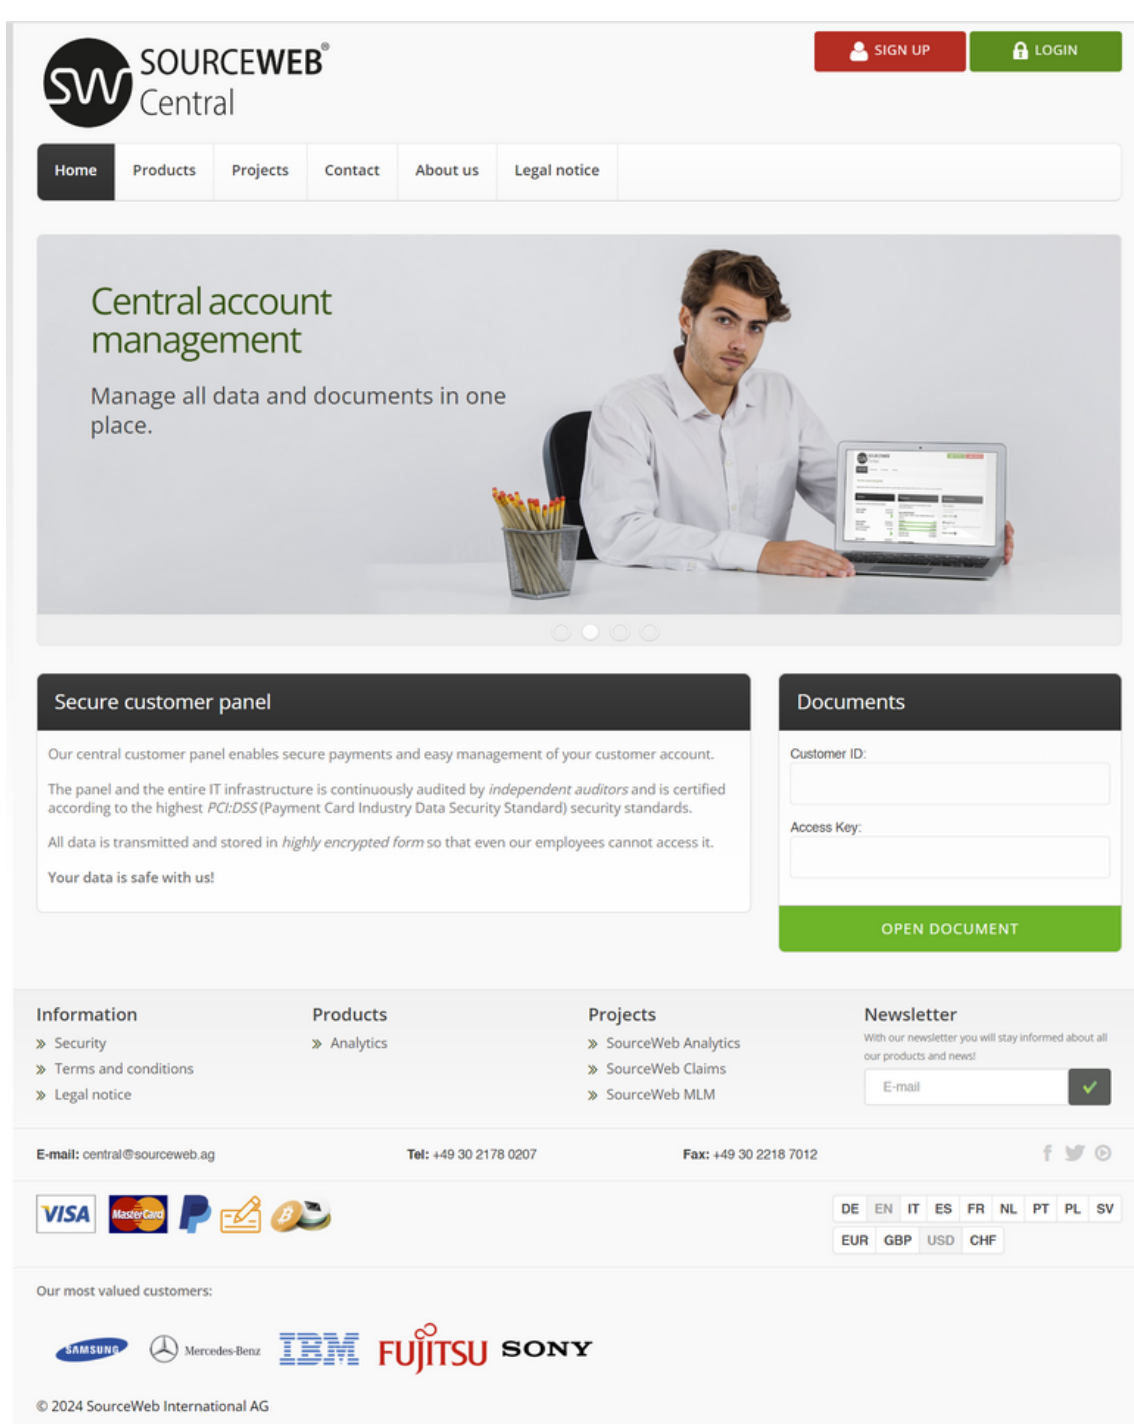 SW SOURCEWEB®
Central
SIGN UP
LOGIN
Home Products Projects Contact About us Legal notice
Central account
management
Manage all data and documents in one
place.
Secure customer panel
Our central customer panel enables secure payments and easy management of your customer account.
The panel and the entire IT infrastructure is continuously audited by independent auditors and is certified
according to the highest PCI:DSS (Payment Card Industry Data Security Standard) security standards.
All data is transmitted and stored in highly encrypted form so that even our employees cannot access it.
Your data is safe with us!
Documents
Customer ID:
Access Key:
OPEN DOCUMENT
Information
Security
Terms and conditions
Legal notice
Products
Analytics
Projects
SourceWeb Analytics
SourceWeb Claims
SourceWeb MLM
Newsletter
With our newsletter you will stay informed about all
our products and news!
E-mail
E-mail: central@sourceweb.ag Tel: +49 30 2178 0207 Fax: +49 30 2218 7012
VISA MasterCard
DE EN IT ES FR NL PT PL SV
EUR GBP USD CHF
Our most valued customers:
SAMSUNG Mercedes-Benz IBM FUJITSU SONY
© 2024 SourceWeb International AG